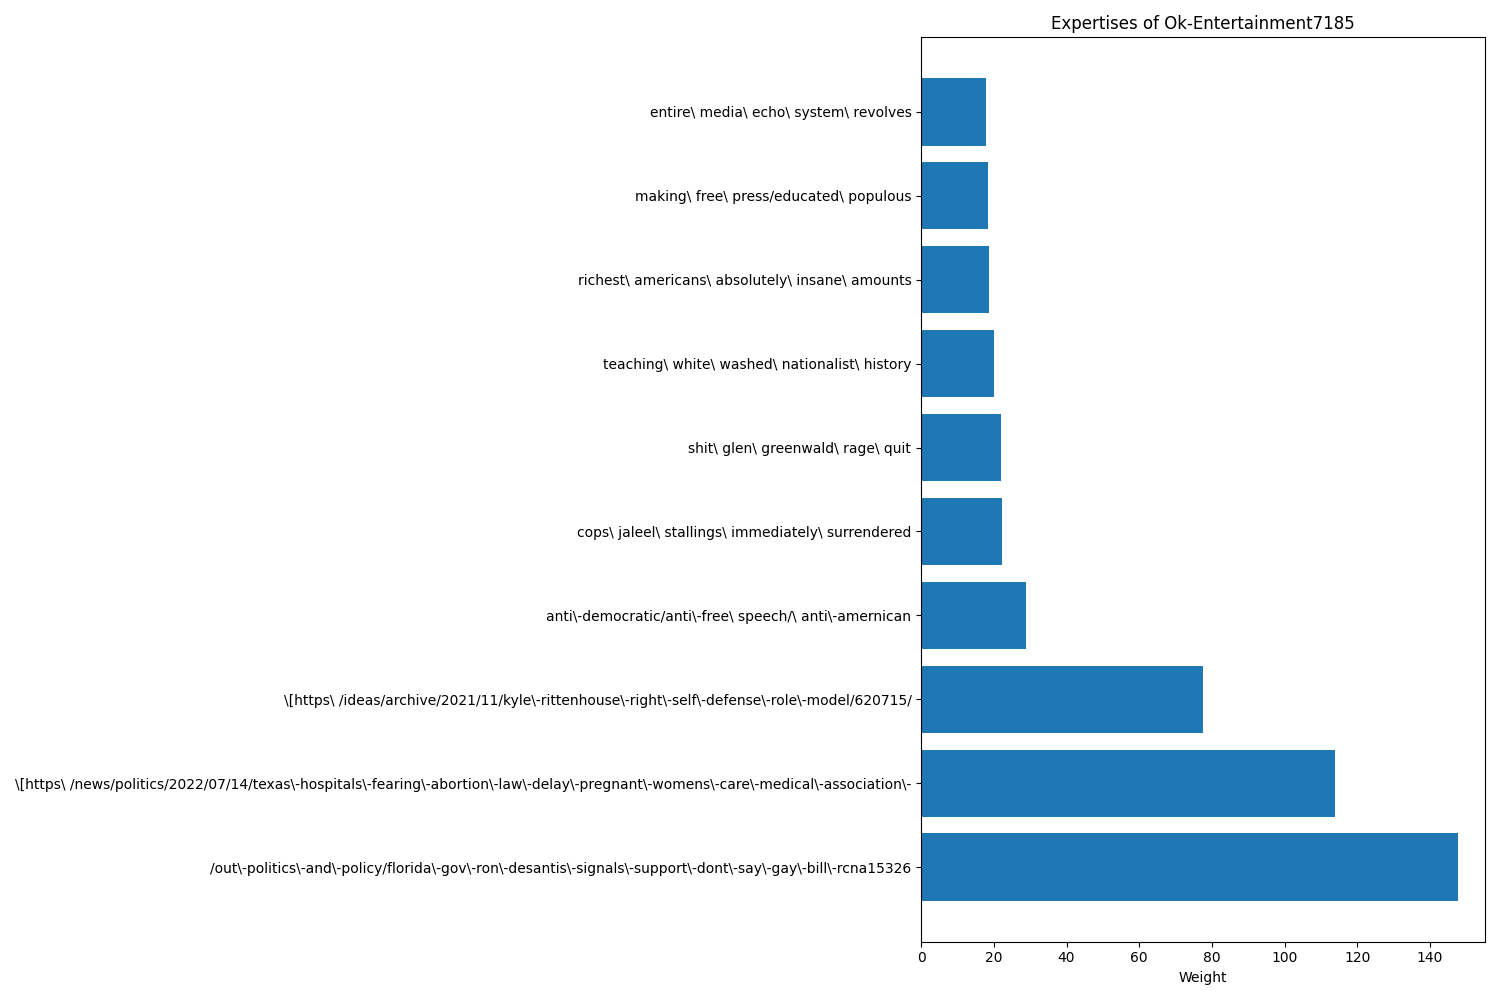 Expertises of Ok-Entertainment7185
entire\ media\ echo\ system\ revolves
making\ free\ press/educated\ populous
richest\ americans\ absolutely\ insane\ amounts
teaching\ white\ washed\ nationalist\ history
shit\ glen\ greenwald\ rage\ quit
cops\ jaleel\ stallings\ immediately\ surrendered
anti\-democratic/anti\-free\ speech/\ anti\-amernican
\[https\ /ideas/archive/2021/11/kyle\-rittenhouse\-right\-self\-defense\-role\-model/620715/
\[https\ /news/politics/2022/07/14/texas\-hospitals\-fearing\-abortion\-law\-delay\-pregnant\-womens\-care\-medical\-association\-
/out\-politics\-and\-policy/florida\-gov\-ron\-desantis\-signals\-support\-dont\-say\-gay\-bill\-rcna15326
0 20 40 60 80 100 120 140
Weight